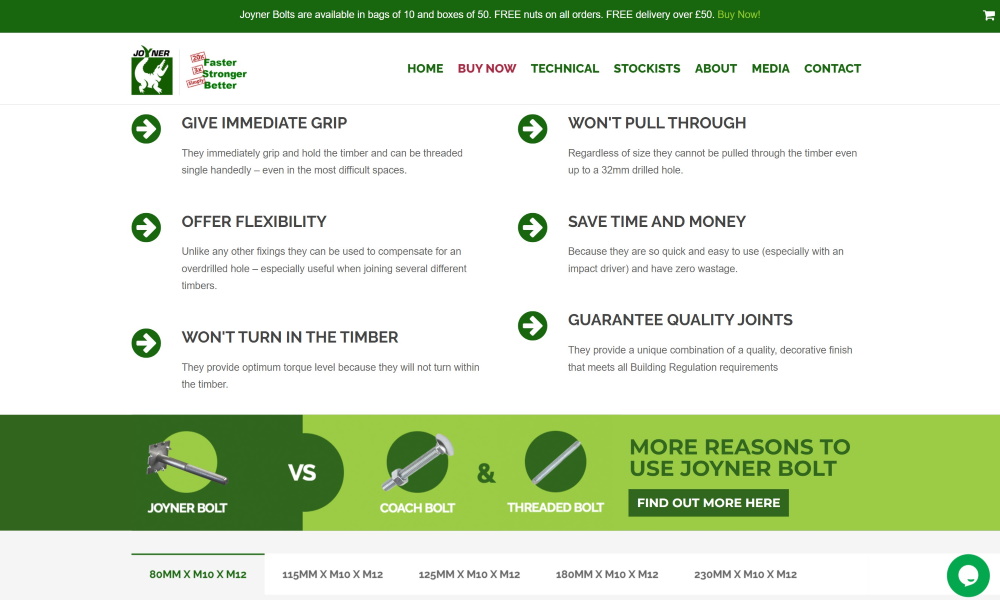 Joyner Bolts are available in bags of 10 and boxes of 50. FREE nuts on all orders. FREE delivery over £50. Buy Now!
JOYNER
20x Faster
3x Stronger
Better
HOME BUY NOW TECHNICAL STOCKISTS ABOUT MEDIA CONTACT
GIVE IMMEDIATE GRIP
They immediately grip and hold the timber and can be threaded
single handedly – even in the most difficult spaces.
OFFER FLEXIBILITY
Unlike any other fixings they can be used to compensate for an
overdrilled hole – especially useful when joining several different
timbers.
WON'T TURN IN THE TIMBER
They provide optimum torque level because they will not turn within
the timber.
WON'T PULL THROUGH
Regardless of size they cannot be pulled through the timber even
up to a 32mm drilled hole.
SAVE TIME AND MONEY
Because they are so quick and easy to use (especially with an
impact driver) and have zero wastage.
GUARANTEE QUALITY JOINTS
They provide a unique combination of a quality, decorative finish
that meets all Building Regulation requirements
JOYNER BOLT
VS
COACH BOLT
&
THREADED BOLT
MORE REASONS TO
USE JOYNER BOLT
FIND OUT MORE HERE
80MM X M10 X M12 115MM X M10 X M12 125MM X M10 X M12 180MM X M10 X M12 230MM X M10 X M12